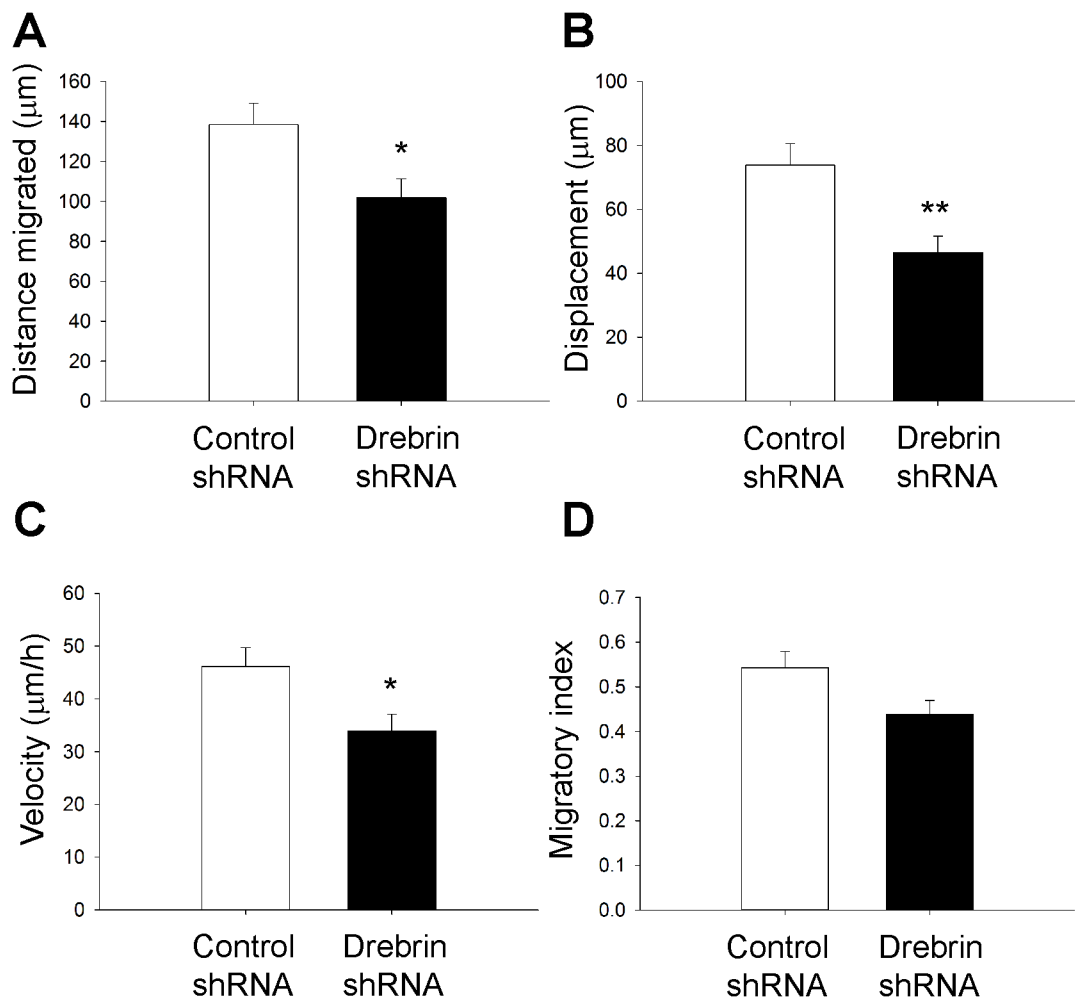 A
Distance migrated (μm)
160
140
120
100
80
60
40
20
0
*
Control
shRNA
Drebrin
shRNA
B
Displacement (μm)
100
80
60
40
20
0
**
Control
shRNA
Drebrin
shRNA
C
Velocity (μm/h)
60
50
40
30
20
10
0
*
Control
shRNA
Drebrin
shRNA
D
Migratory index
0.7
0.6
0.5
0.4
0.3
0.2
0.1
0.0
Control
shRNA
Drebrin
shRNA